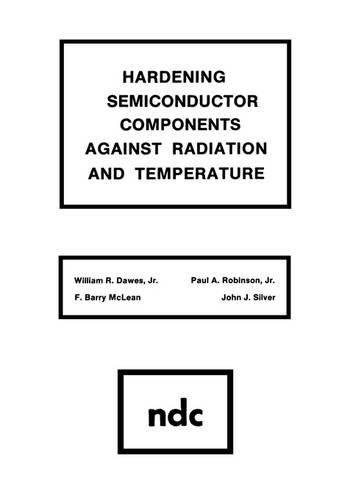 HARDENING
SEMICONDUCTOR
COMPONENTS
AGAINST RADIATION
AND TEMPERATURE
William R. Dawes, Jr. Paul A. Robinson, Jr.
F. Barry McLean John J. Silver
ndc